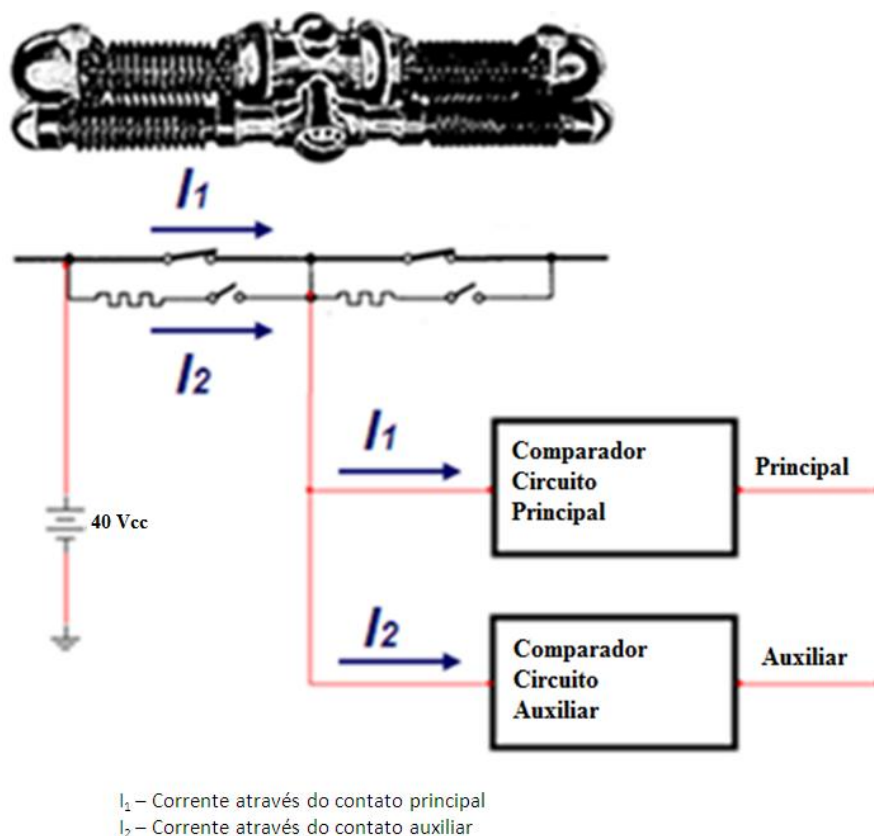 I1
I2
I1
Comparador
Circuito
Principal
Principal
40 Vcc
I2
Comparador
Circuito
Auxiliar
Auxiliar
I1 – Corrente através do contato principal
I2 – Corrente através do contato auxiliar